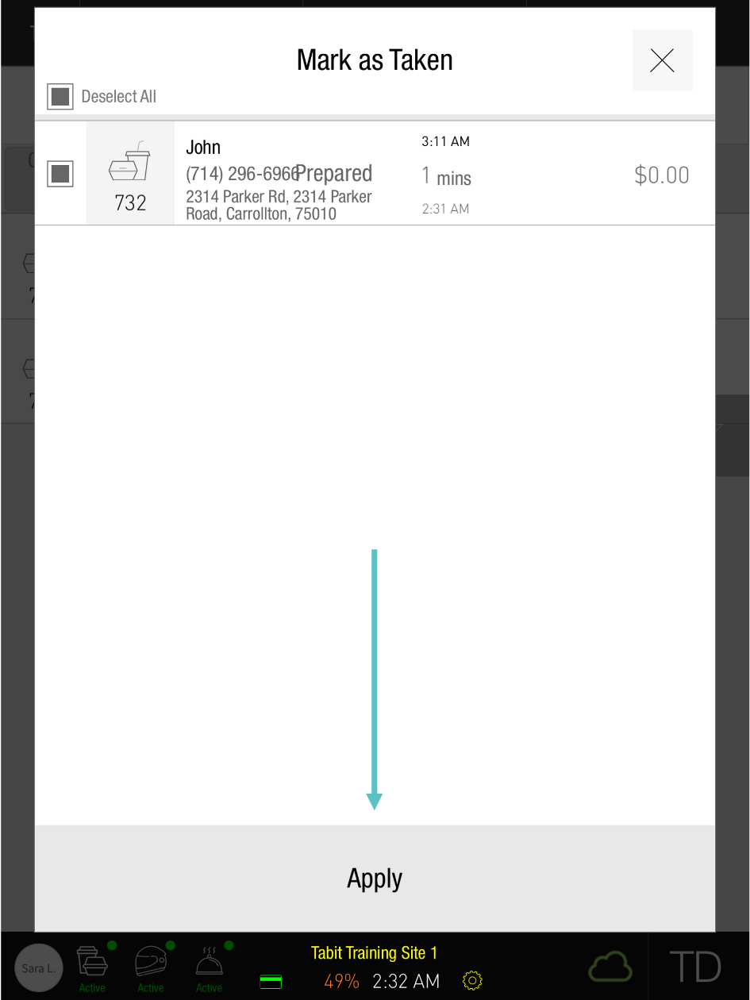 Mark as Taken
Deselect All
John
(714) 296-6966
Prepared
2314 Parker Rd, 2314 Parker
Road, Carrollton, 75010
732
3:11 AM
1 mins
2:31 AM
$0.00
Apply
Sara L.
Active
Active
Active
Tabit Training Site 1
49%
2:32 AM
TD